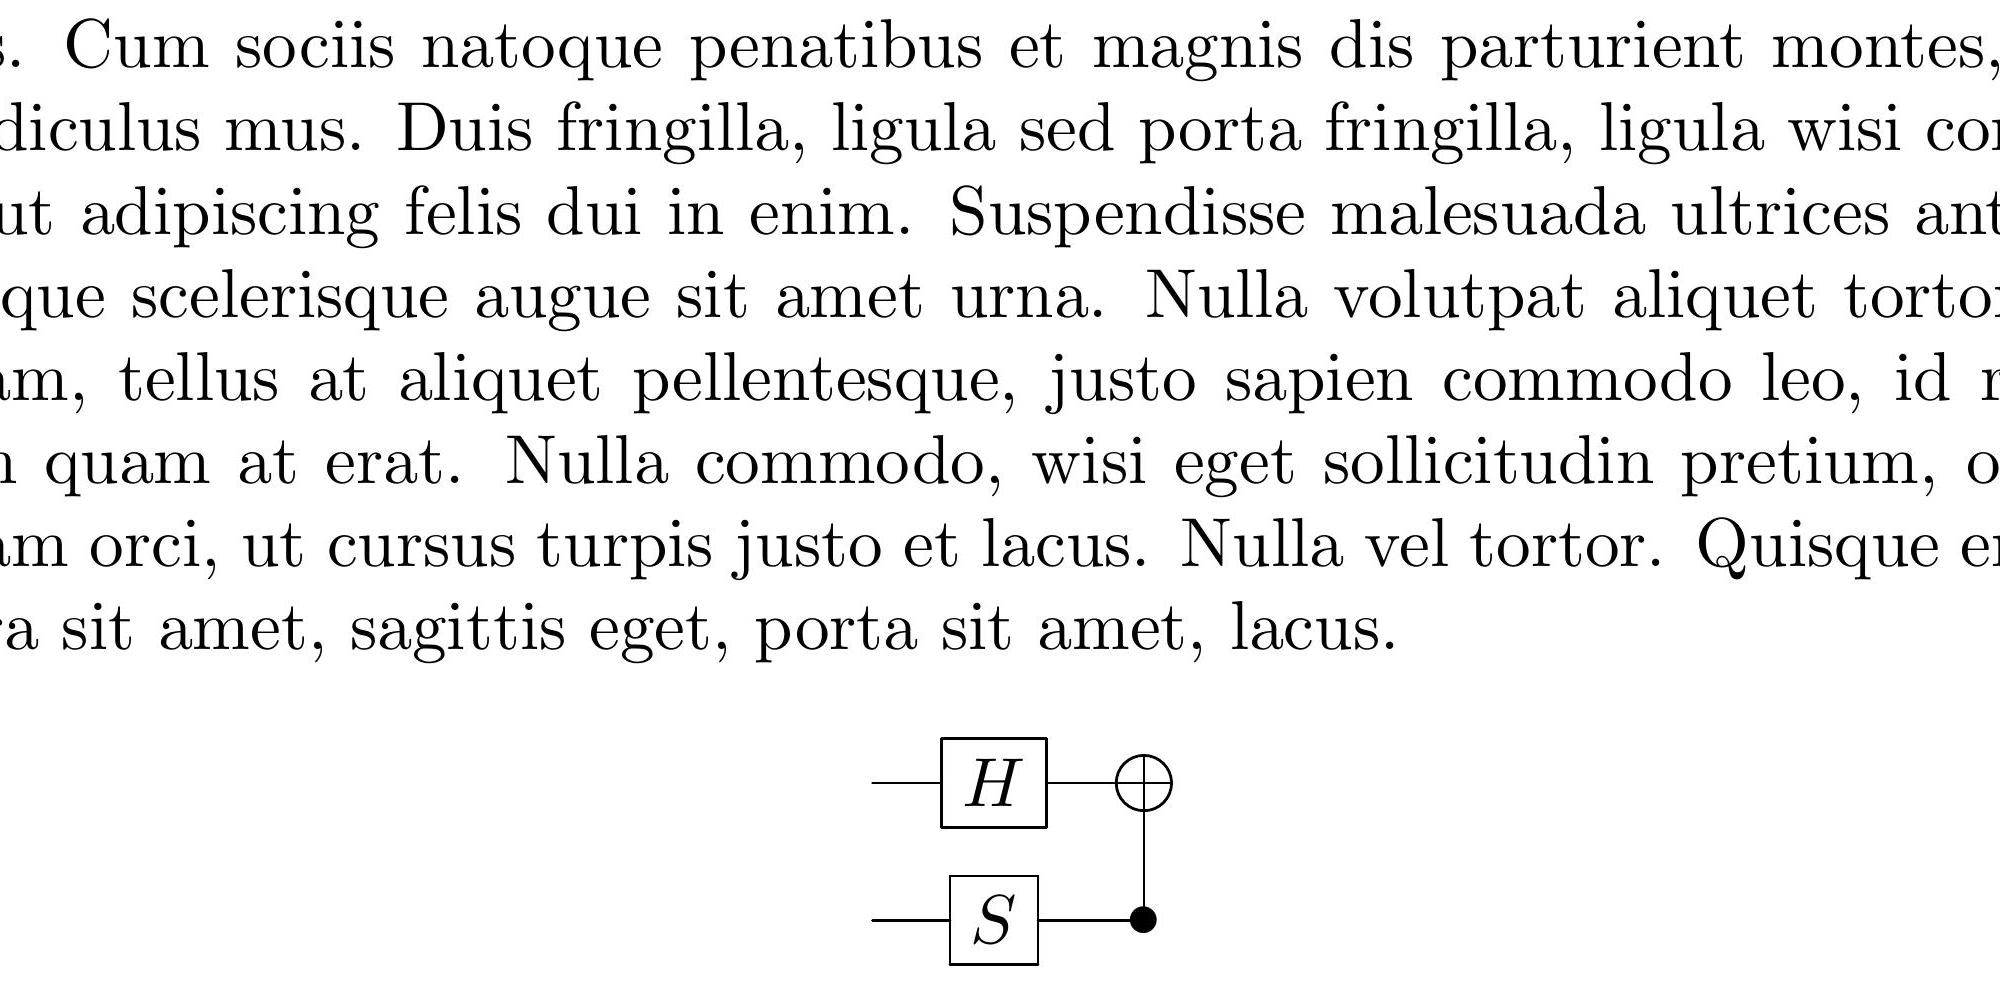 s. Cum sociis natoque penatibus et magnis dis parturient montes,
diculus mus. Duis fringilla, ligula sed porta fringilla, ligula wisi con
ut adipiscing felis dui in enim. Suspendisse malesuada ultrices ant
que scelerisque augue sit amet urna. Nulla volutpat aliquet tortor
am, tellus at aliquet pellentesque, justo sapien commodo leo, id r
quam at erat. Nulla commodo, wisi eget sollicitudin pretium, o
am orci, ut cursus turpis justo et lacus. Nulla vel tortor. Quisque e
a sit amet, sagittis eget, porta sit amet, lacus.
H
S